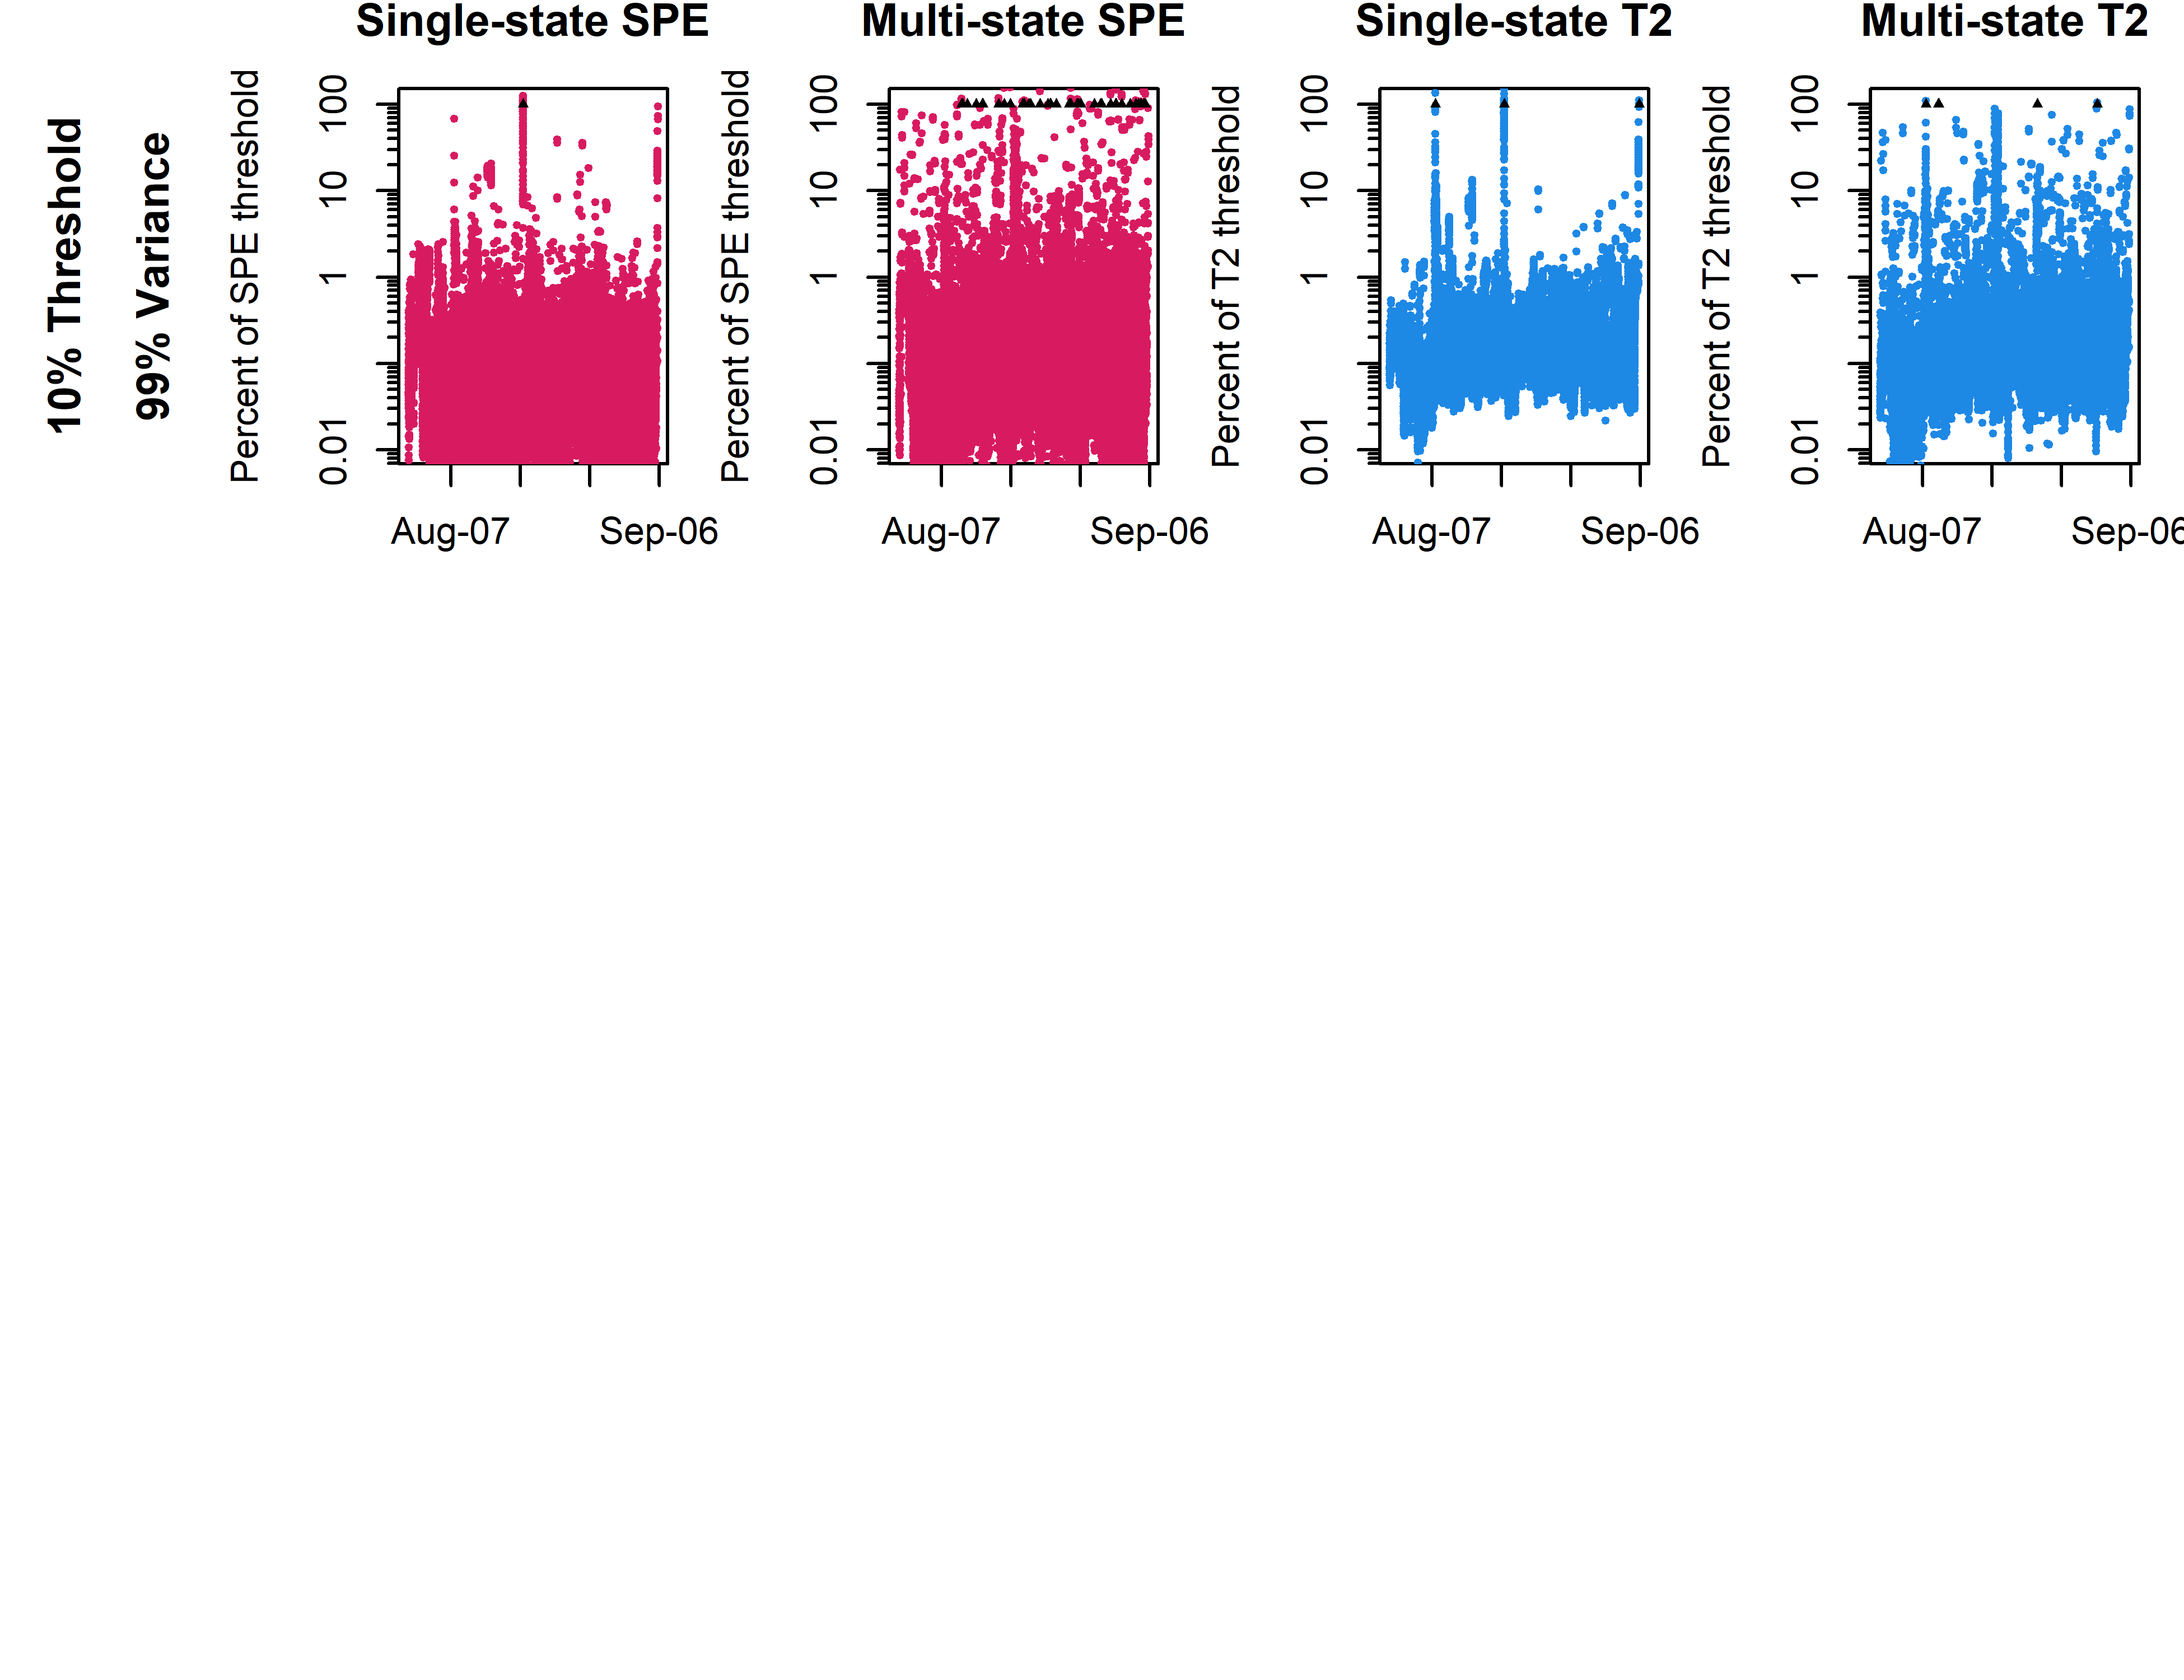 Single-state SPE
Multi-state SPE
Single-state T2
Multi-state T2
10% Threshold
99% Variance
Percent of SPE threshold
100
10
1
0.01
Aug-07
Sep-06
Percent of SPE threshold
100
10
1
0.01
Aug-07
Sep-06
Percent of T2 threshold
100
10
1
0.01
Aug-07
Sep-06
Percent of T2 threshold
100
10
1
0.01
Aug-07
Sep-06